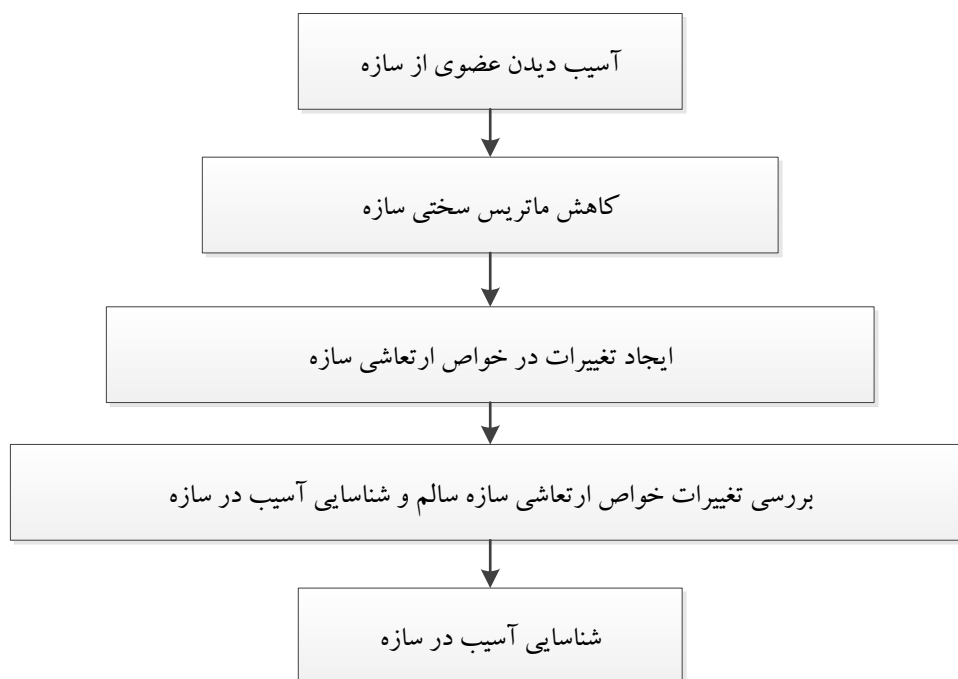 آسیب دیدن عضوی از سازه
کاهش ماتریس سختی سازه
ایجاد تغییرات در خواص ارتعاشی سازه
بررسی تغییرات خواص ارتعاشی سازه سالم و شناسایی آسیب در سازه
شناسایی آسیب در سازه